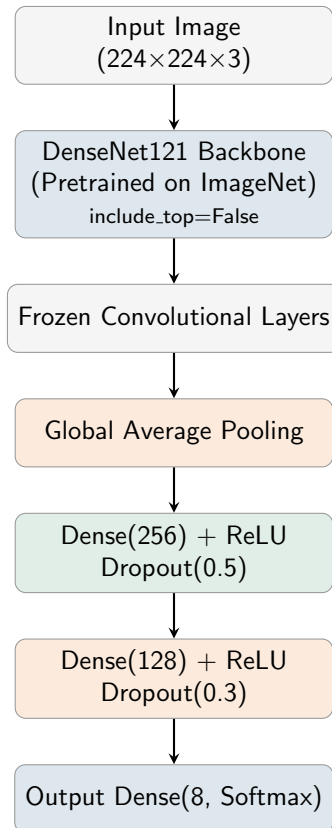 Input Image
(224×224×3)
DenseNet121 Backbone
(Pretrained on ImageNet)
include_top=False
Frozen Convolutional Layers
Global Average Pooling
Dense(256) + ReLU
Dropout(0.5)
Dense(128) + ReLU
Dropout(0.3)
Output Dense(8, Softmax)